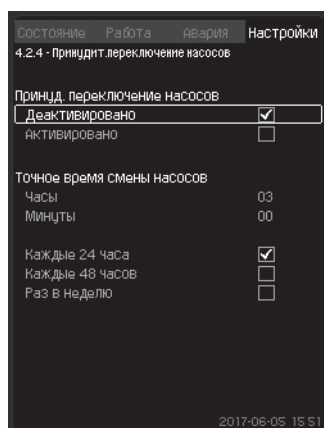 Состояние Работа Авария Настройки
4.2.4 - Принудит.переключение насосов
Принуд. переключение насосов
Деактивировано
Активировано
Точное время смены насосов
Часы 03
Минуты 00
Каждые 24 часа
Каждые 48 часов
Раз в неделю
2017-06-05 15:51